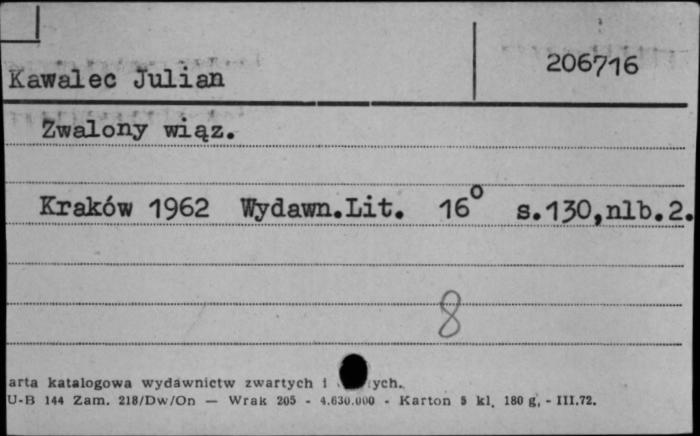 Kawalec Julian 206716
Zwalony wiąz.
Kraków 1962 Wydawn.Lit. 16° s.130,nlb.2.
8
arta katalogowa wydawnictw zwartych i ych.
U-B 144 Zam. 218/Dw/On — Wrak 205 - 4.630.000 - Karton 5 kl. 180 g. - III.72.